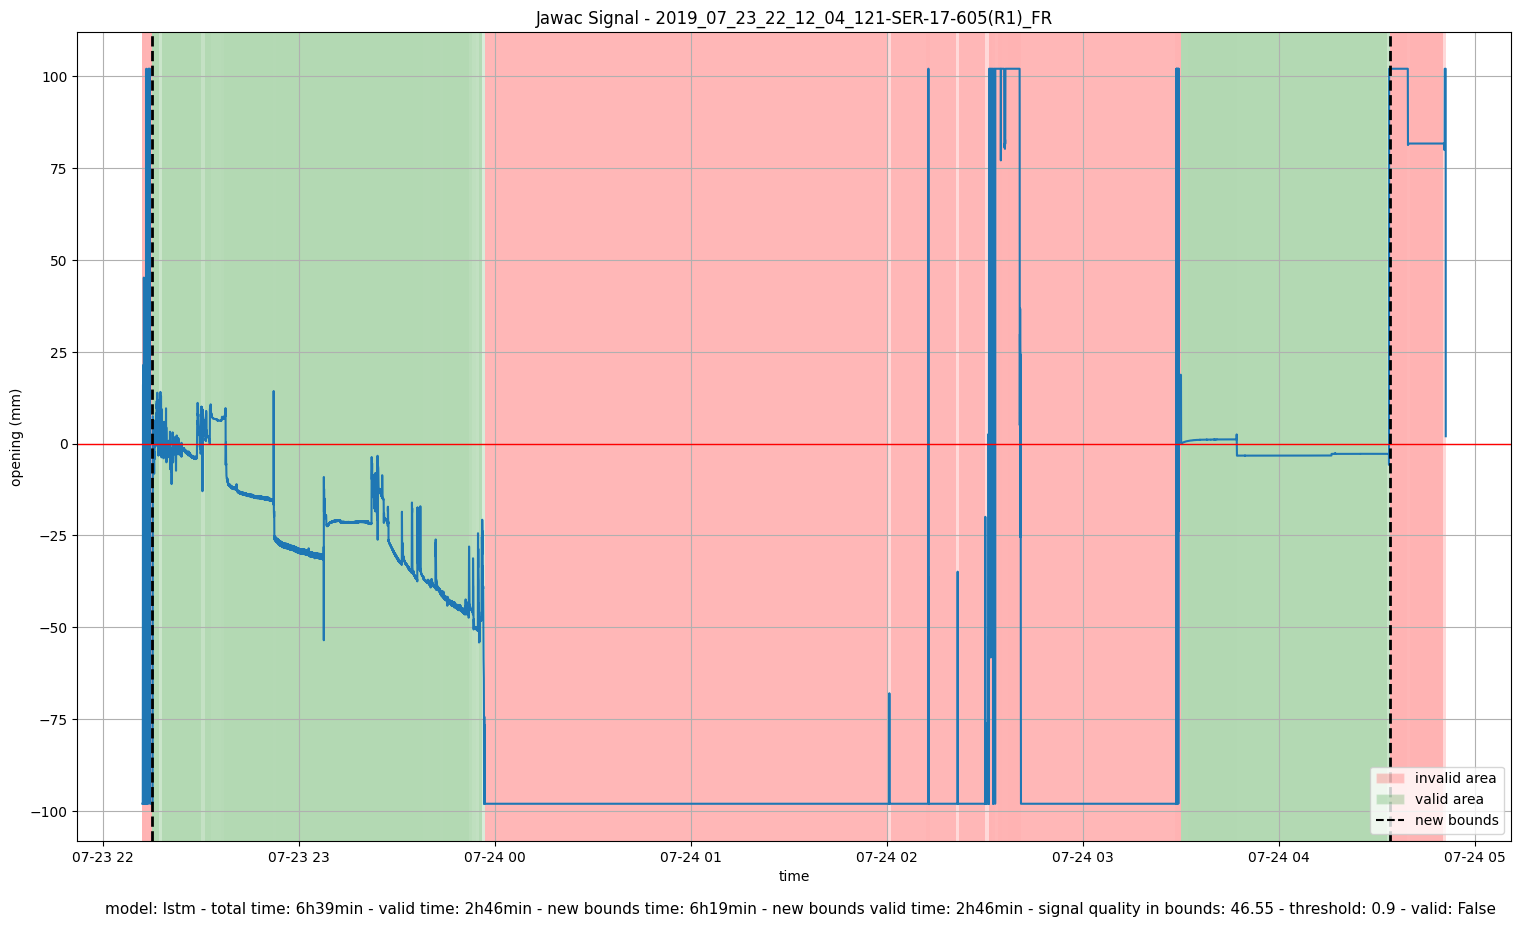 Jawac Signal - 2019_07_23_22_12_04_121-SER-17-605(R1)_FR
100
75
50
25
0
−25
−50
−75
−100
opening (mm)
invalid area
valid area
new bounds
07-23 22
07-23 23
07-24 00
07-24 01
07-24 02
07-24 03
07-24 04
07-24 05
time
model: lstm - total time: 6h39min - valid time: 2h46min - new bounds time: 6h19min - new bounds valid time: 2h46min - signal quality in bounds: 46.55 - threshold: 0.9 - valid: False